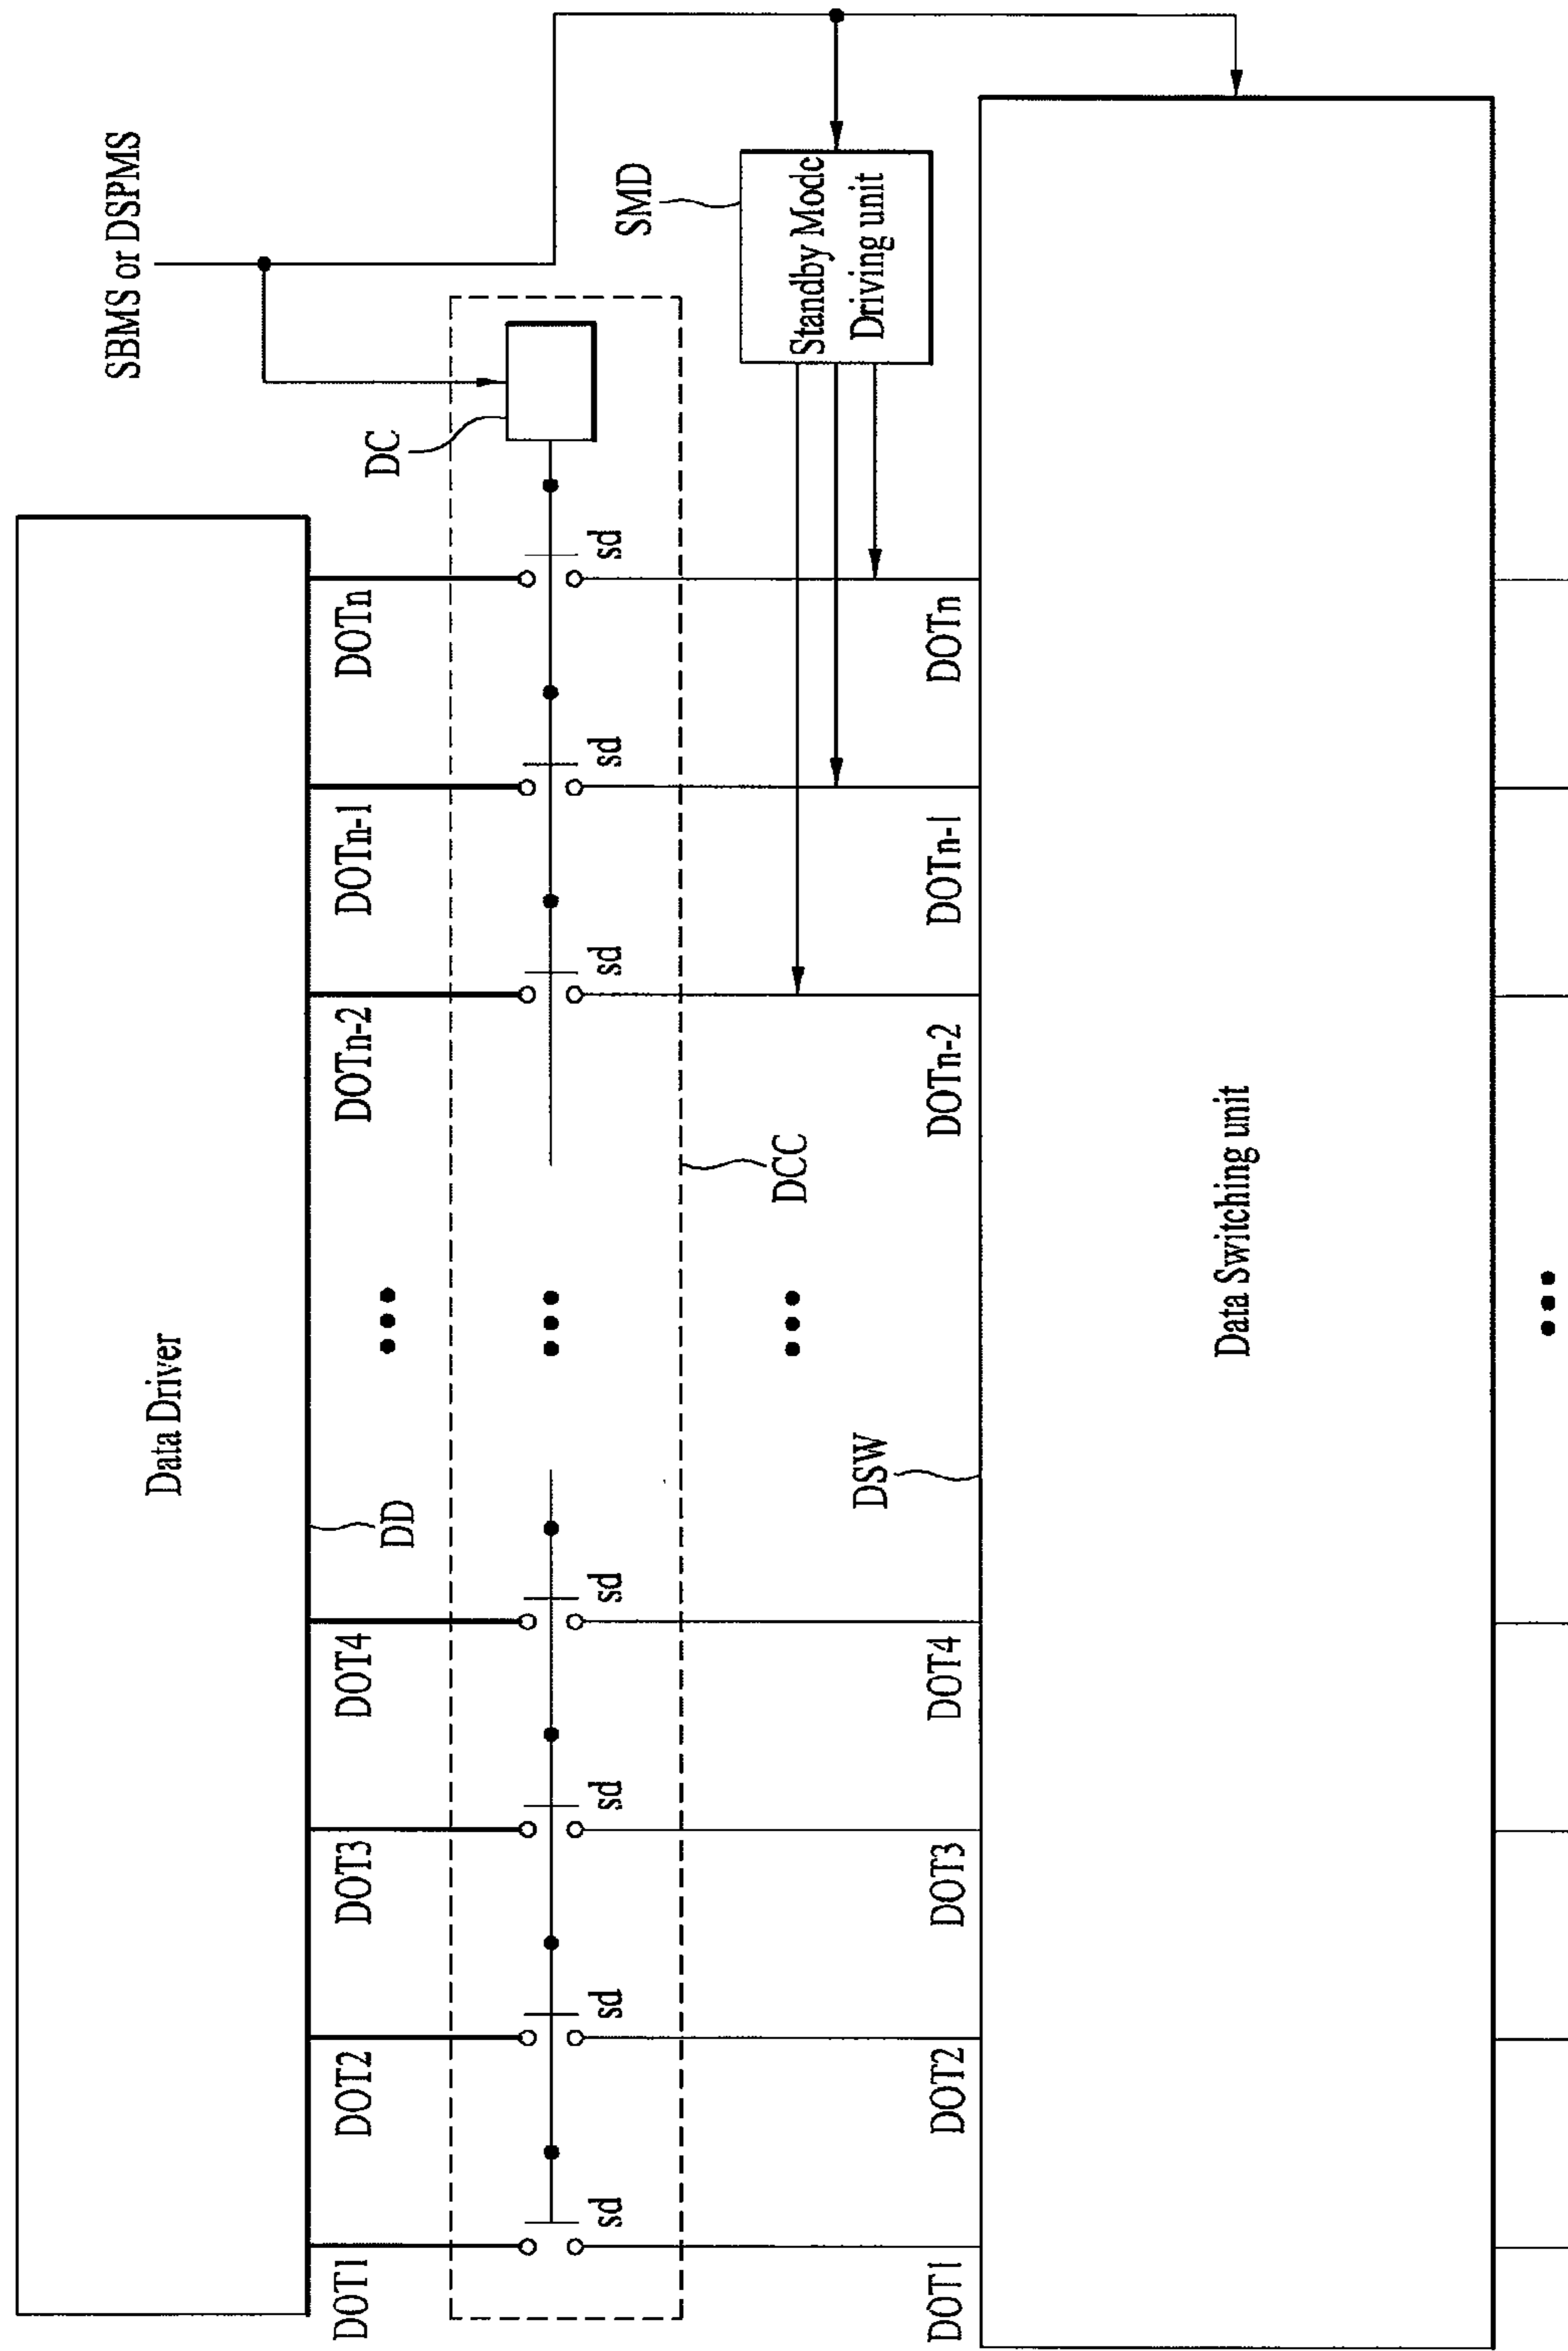 SBMS or DSPMS
Data Driver
DOT1
DOT2
DOT3
DOT4
DOTn-2
DOTn-1
DOTn
DC
DD
sd
sd
sd
sd
sd
sd
sd
SMD
DCC
Standby Modc
Driving unit
DSW
DOT1
DOT2
DOT3
DOT4
DOTn-2
DOTn-1
DOTn
Data Switching unit